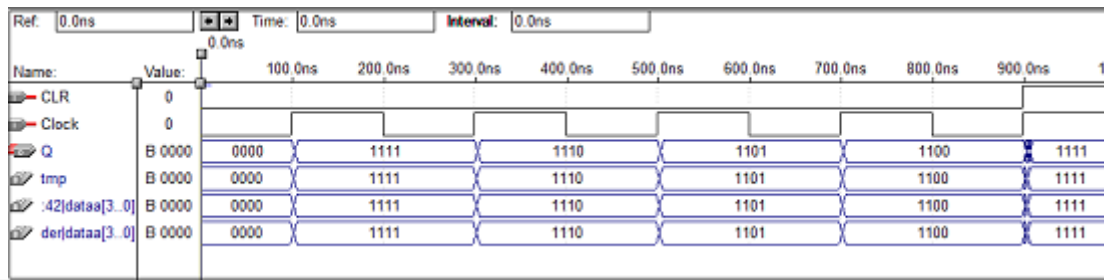 Ref: 0.0ns Time: 0.0ns Interval: 0.0ns
0.0ns
Name: Value: 100.0ns 200.0ns 300.0ns 400.0ns 500.0ns 600.0ns 700.0ns 800.0ns 900.0ns 1
CLR 0
Clock 0
Q B 0000 0000 1111 1110 1101 1100 1111
tmp B 0000 0000 1111 1110 1101 1100 1111
:42|dataa[3..0] B 0000 0000 1111 1110 1101 1100 1111
der|dataa[3..0] B 0000 0000 1111 1110 1101 1100 1111